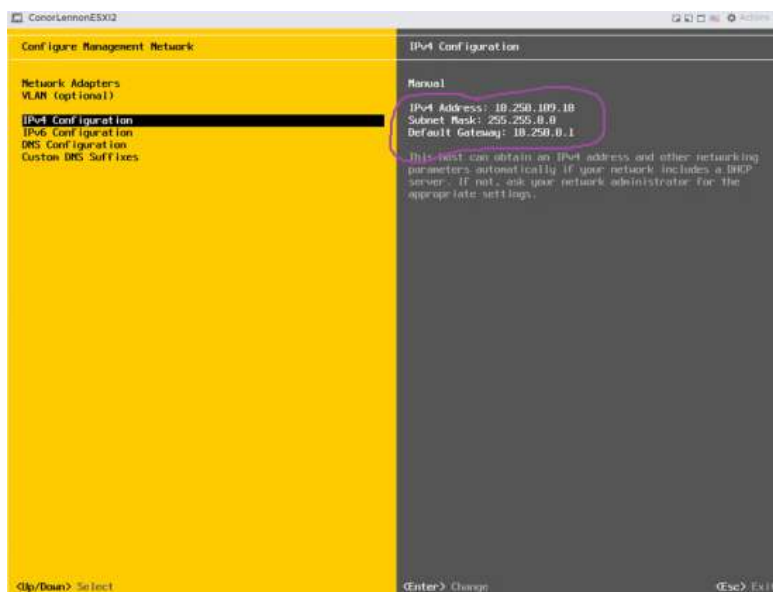 ConorLennonESXI2
Actions
Configure Management Network
Network Adapters
VLAN (optional)
IPv4 Configuration
IPv6 Configuration
DNS Configuration
Custom DNS Suffixes
<Up/Down> Select
IPv4 Configuration
Manual
IPv4 Address: 10.250.109.10
Subnet Mask: 255.255.0.0
Default Gateway: 10.250.0.1
This host can obtain an IPv4 address and other networking
parameters automatically if your network includes a DHCP
server. If not, ask your network administrator for the
appropriate settings.
<Enter> Change
<Esc> Exit